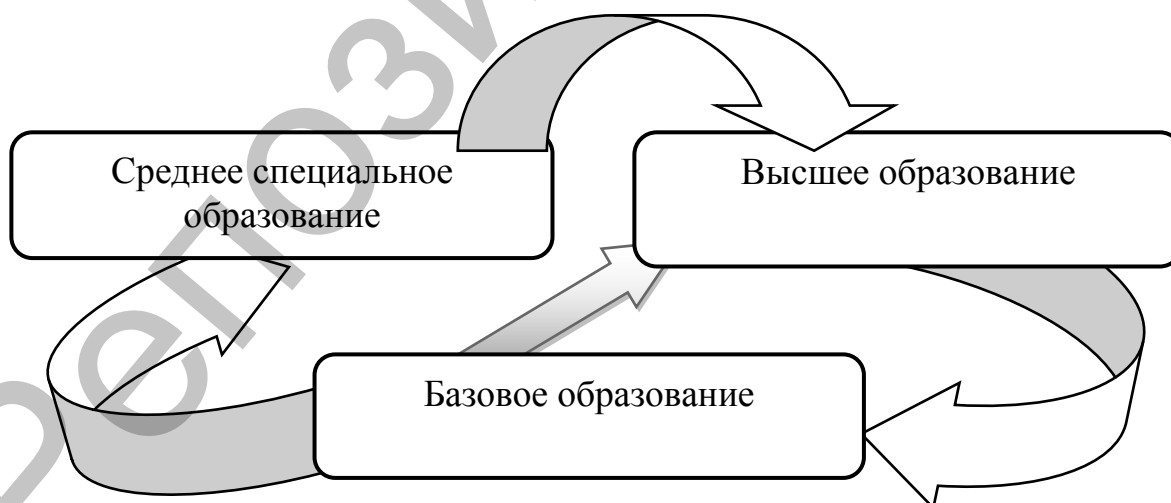 Среднее специальное
образование
Высшее образование
Базовое образование